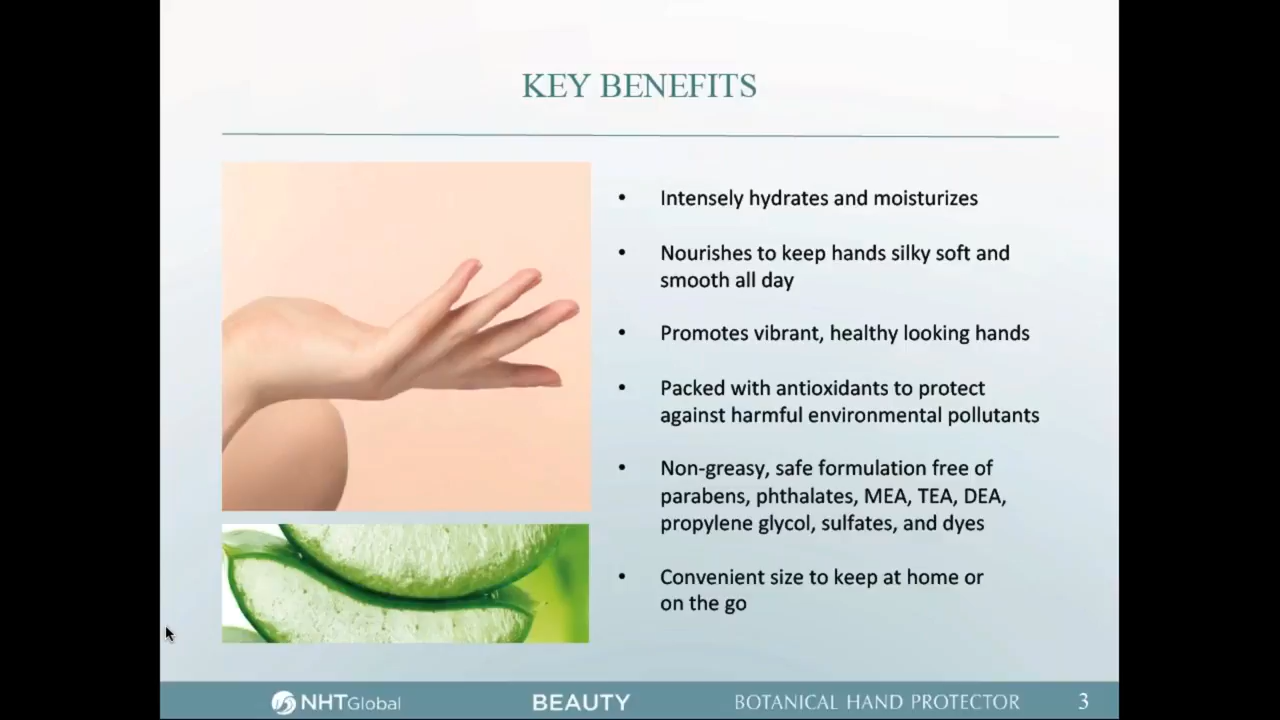 KEY BENEFITS
• Intensely hydrates and moisturizes
• Nourishes to keep hands silky soft and
smooth all day
• Promotes vibrant, healthy looking hands
• Packed with antioxidants to protect
against harmful environmental pollutants
• Non-greasy, safe formulation free of
parabens, phthalates, MEA, TEA, DEA,
propylene glycol, sulfates, and dyes
• Convenient size to keep at home or
on the go
NHTGlobal BEAUTY BOTANICAL HAND PROTECTOR 3